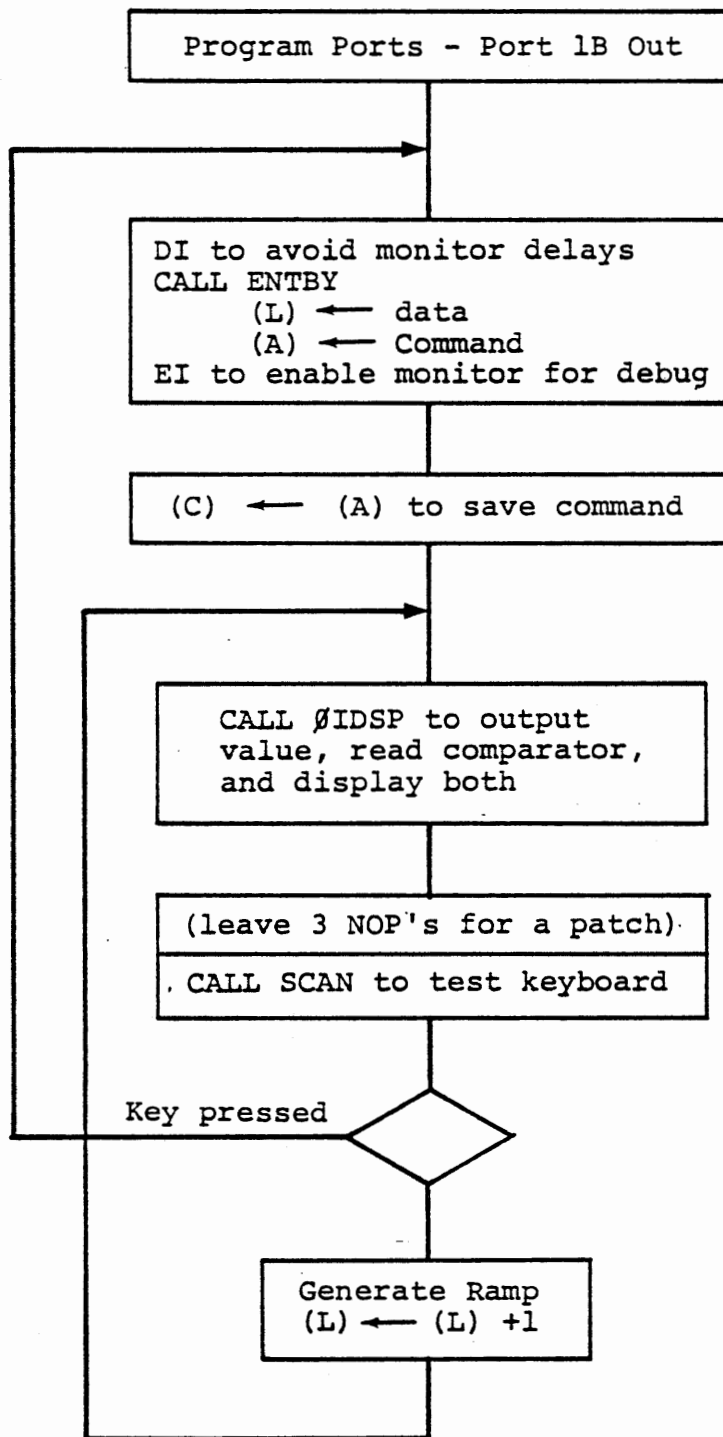 Program Ports - Port 1B Out
DI to avoid monitor delays
CALL ENTBY
(L) ← data
(A) ← Command
EI to enable monitor for debug
(C) ← (A) to save command
CALL ØIDSP to output
value, read comparator,
and display both
(leave 3 NOP's for a patch)
CALL SCAN to test keyboard
Key pressed
Generate Ramp
(L) ← (L) +1